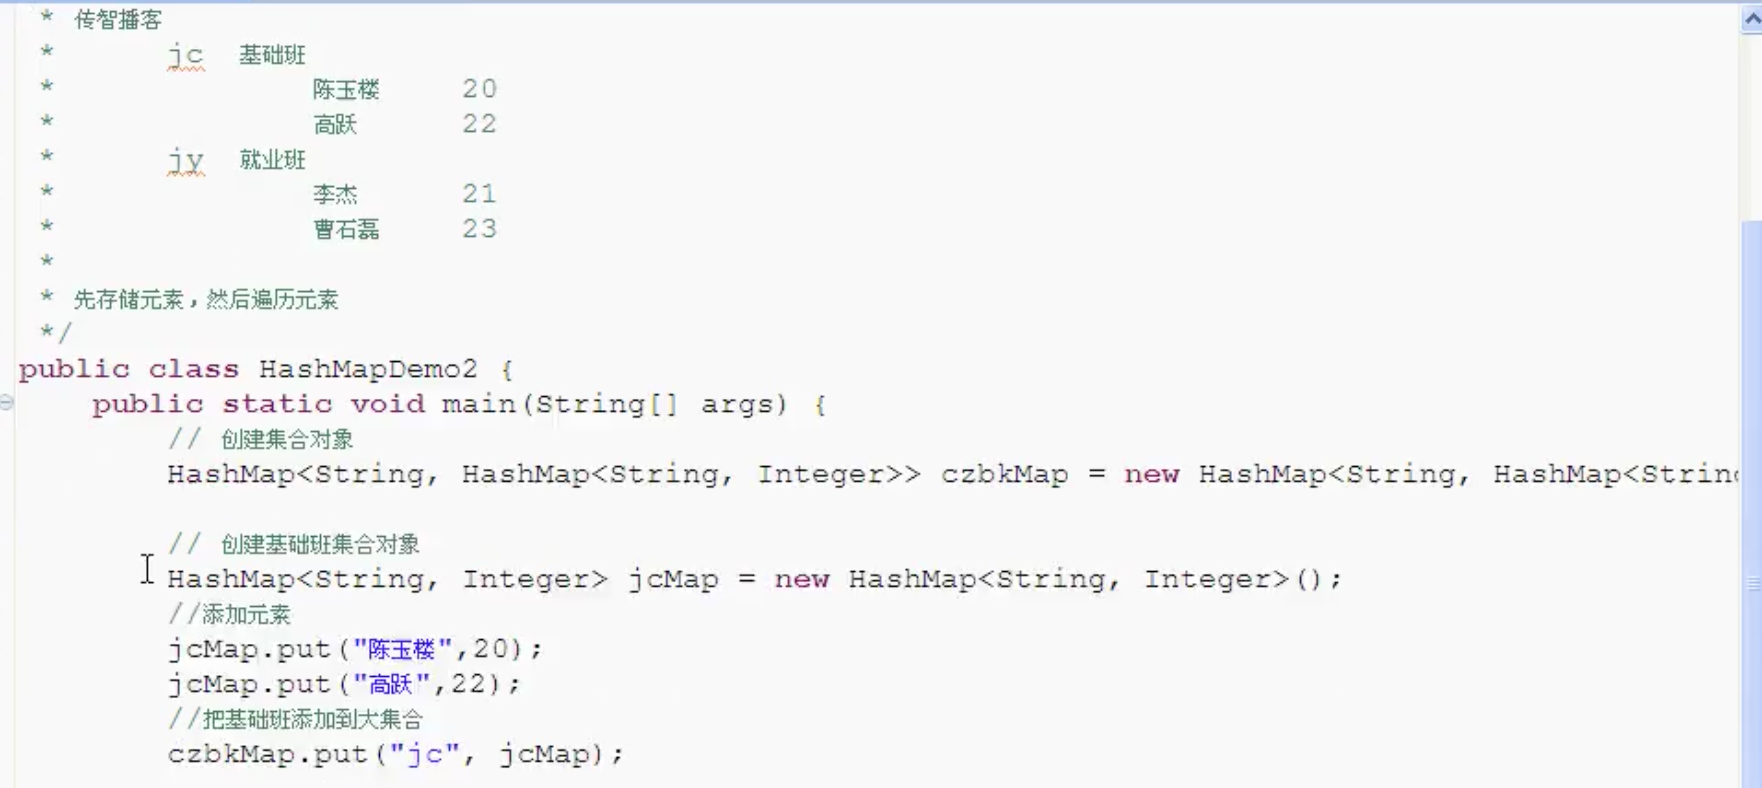 * 传智播客
* jc 基础班
* 陈玉楼 20
* 高跃 22
* jy 就业班
* 李杰 21
* 曹石磊 23
*
* 先存储元素,然后遍历元素
*/
public class HashMapDemo2 {
public static void main(String[] args) {
// 创建集合对象
HashMap<String, HashMap<String, Integer>> czbkMap = new HashMap<String, HashMap<String
// 创建基础班集合对象
HashMap<String, Integer> jcMap = new HashMap<String, Integer>();
//添加元素
jcMap.put("陈玉楼",20);
jcMap.put("高跃",22);
//把基础班添加到大集合
czbkMap.put("jc", jcMap);